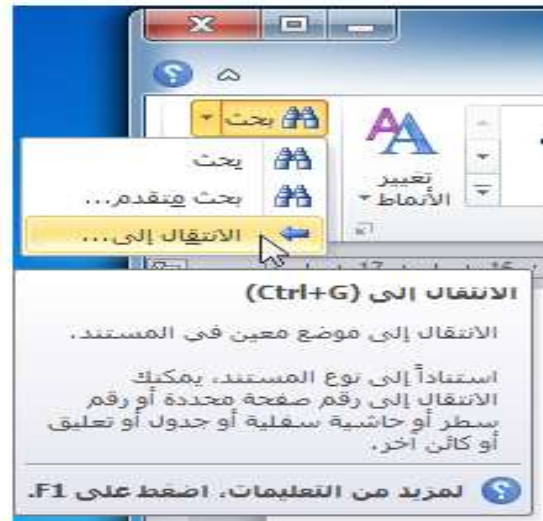 بحث
تغيير
الأنماط
بحث
بحث متقدم...
الانتقال إلى...
الانتقال إلى (Ctrl+G)
الانتقال إلى موضع معين في المستند.
استناداً إلى نوع المستند، يمكنك
الانتقال إلى رقم صفحة محددة أو رقم
سطر أو حاشية سفلية أو جدول أو تعليق
أو كائن آخر.
لمزيد من التعليمات، اضغط على F1.